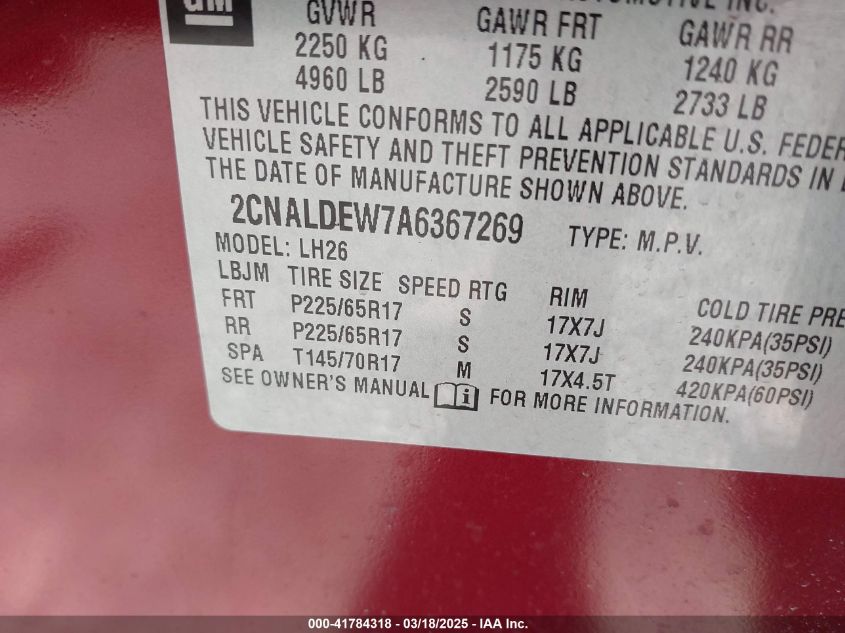 GM
AUTOMOTIVE INC.
GVWR GAWR FRT GAWR RR
2250 KG 1175 KG 1240 KG
4960 LB 2590 LB 2733 LB
THIS VEHICLE CONFORMS TO ALL APPLICABLE U.S. FEDER
VEHICLE SAFETY AND THEFT PREVENTION STANDARDS IN
THE DATE OF MANUFACTURE SHOWN ABOVE.
2CNALDEW7A6367269 TYPE: M.P.V.
MODEL: LH26
LBJM TIRE SIZE SPEED RTG RIM COLD TIRE PRE
FRT P225/65R17 S 17X7J 240KPA(35PSI)
RR P225/65R17 S 17X7J 240KPA(35PSI)
SPA T145/70R17 M 17X4.5T 420KPA(60PSI)
SEE OWNER'S MANUAL i FOR MORE INFORMATION.
000-41784318 / 03/18/2025 - IAA Inc.